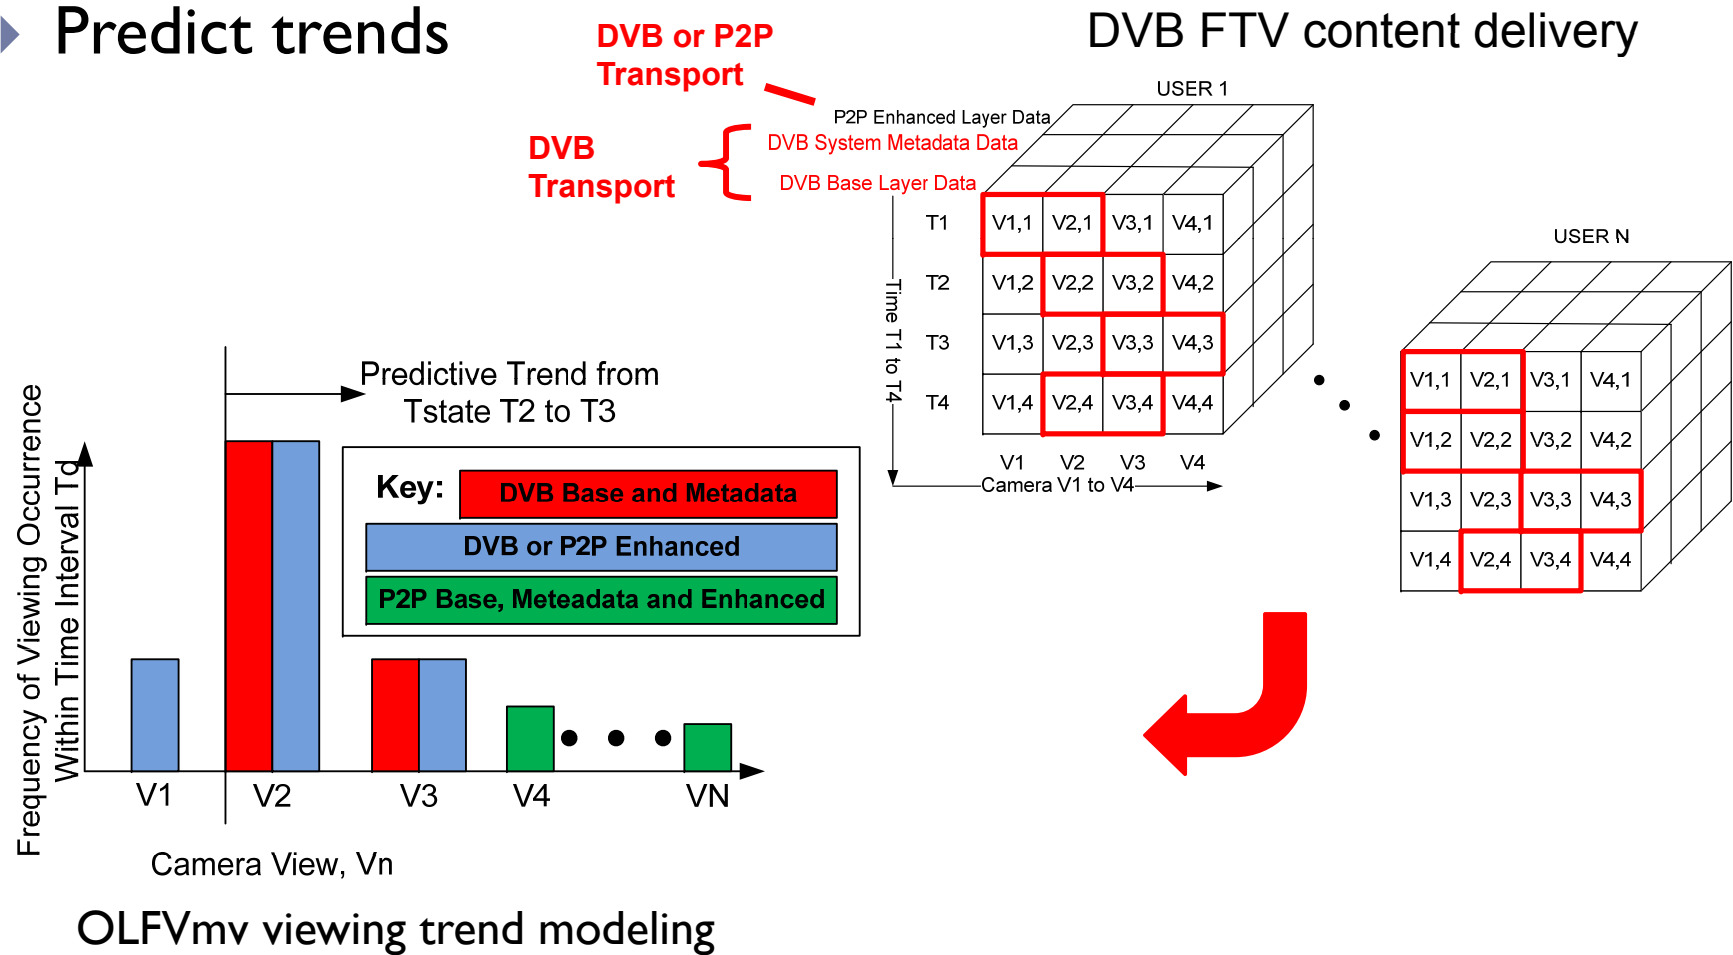 Predict trends
DVB or P2P
Transport
DVB FTV content delivery
USER 1
P2P Enhanced Layer Data
DVB System Metadata Data
DVB
Transport
DVB Base Layer Data
T1 V1,1 V2,1 V3,1 V4,1
T2 V1,2 V2,2 V3,2 V4,2
T3 V1,3 V2,3 V3,3 V4,3
T4 V1,4 V2,4 V3,4 V4,4
V1 V2 V3 V4
Time T1 to T4
Camera V1 to V4
USER N
V1,1 V2,1 V3,1 V4,1
V1,2 V2,2 V3,2 V4,2
V1,3 V2,3 V3,3 V4,3
V1,4 V2,4 V3,4 V4,4
Predictive Trend from
Tstate T2 to T3
Key:
DVB Base and Metadata
DVB or P2P Enhanced
P2P Base, Meteadata and Enhanced
Frequency of Viewing Occurrence
Within Time Interval Td
V1 V2 V3 V4 VN
Camera View, Vn
OLFVmv viewing trend modeling